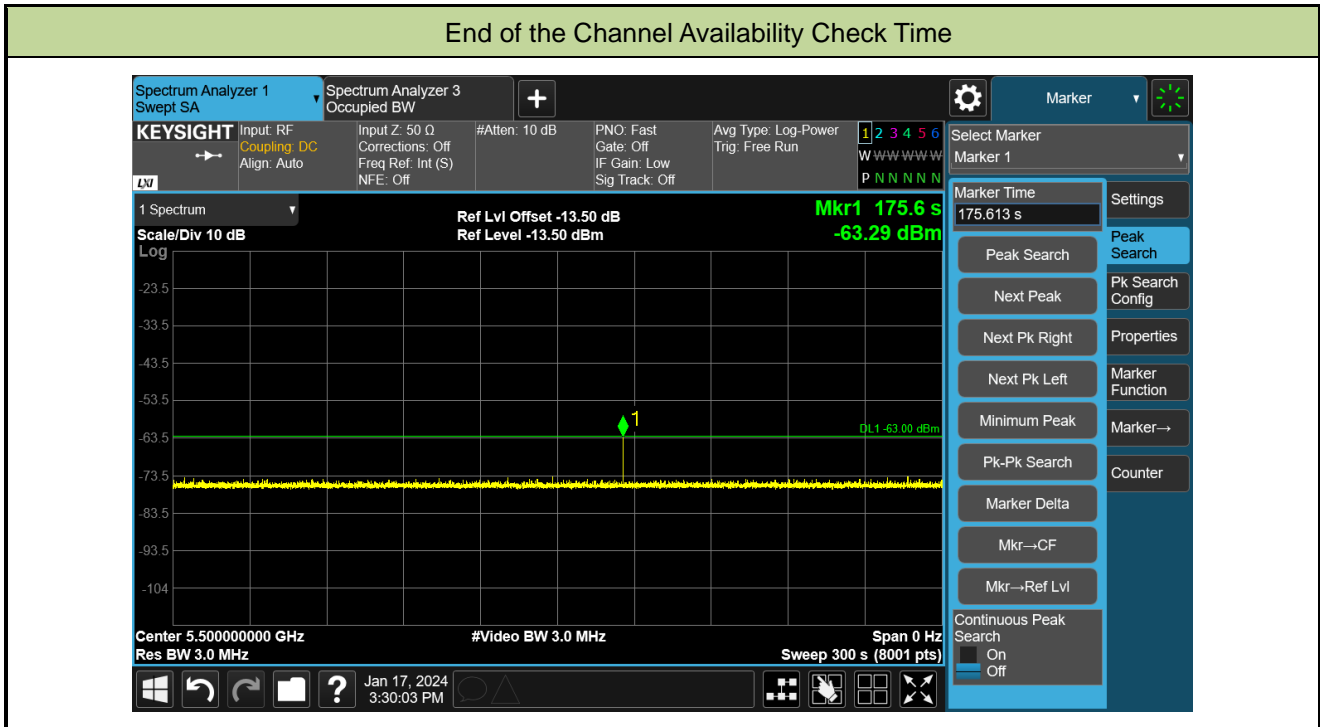 End of the Channel Availability Check Time
Spectrum Analyzer 1
Swept SA
Spectrum Analyzer 3
Occupied BW
Marker
KEYSIGHT
LXI
Input: RF
Coupling: DC
Align: Auto
Input Z: 50 Ω
Corrections: Off
Freq Ref: Int (S)
NFE: Off
#Atten: 10 dB
PNO: Fast
Gate: Off
IF Gain: Low
Sig Track: Off
Avg Type: Log-Power
Trig: Free Run
1 2 3 4 5 6
W W W W W W
P N N N N N
Select Marker
Marker 1
1 Spectrum
Scale/Div 10 dB
Ref Lvl Offset -13.50 dB
Ref Level -13.50 dBm
Mkr1 175.6 s
-63.29 dBm
Log
-23.5
-33.5
-43.5
-53.5
-63.5
-73.5
-83.5
-93.5
-104
1
DL1 -63.00 dBm
Center 5.500000000 GHz
Res BW 3.0 MHz
#Video BW 3.0 MHz
Span 0 Hz
Sweep 300 s (8001 pts)
Marker Time
175.613 s
Peak Search
Next Peak
Next Pk Right
Next Pk Left
Minimum Peak
Pk-Pk Search
Marker Delta
Mkr→CF
Mkr→Ref Lvl
Continuous Peak
Search
On
Off
Settings
Peak
Search
Pk Search
Config
Properties
Marker
Function
Marker→
Counter
?
Jan 17, 2024
3:30:03 PM